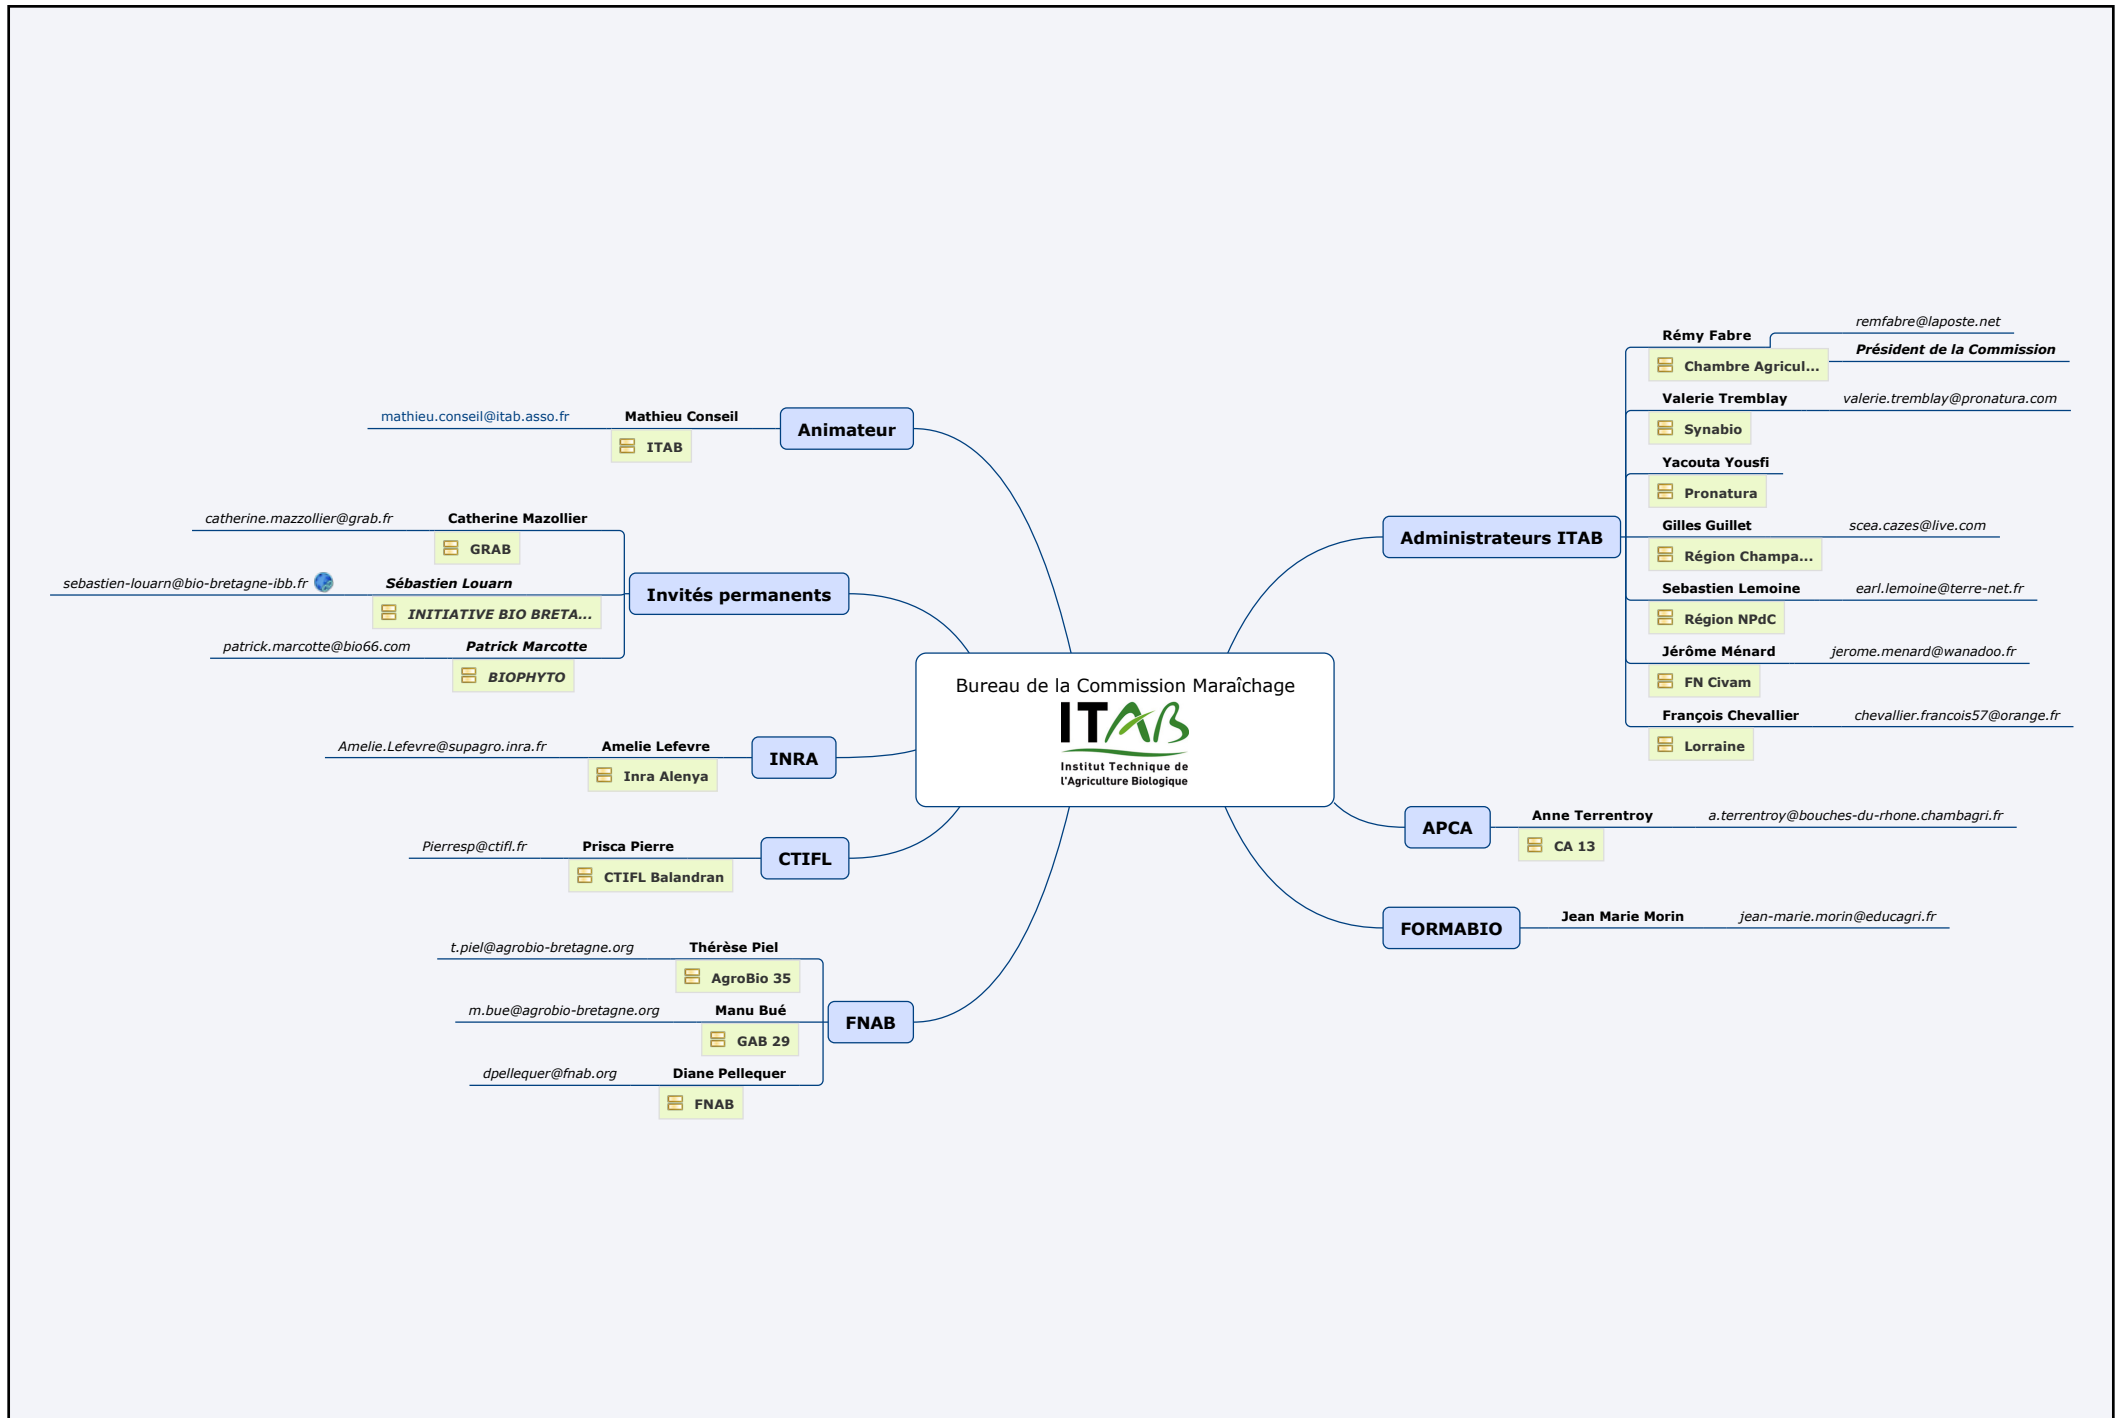 Bureau de la Commission Maraîchage
ITAB
Institut Technique de
l'Agriculture Biologique
Administrateurs ITAB
Rémy Fabre
Chambre Agricul...
remfabre@laposte.net
Président de la Commission
Valerie Tremblay
valerie.tremblay@pronatura.com
Synabio
Yacouta Yousfi
Pronatura
Gilles Guillet
scea.cazes@live.com
Région Champa...
Sebastien Lemoine
earl.lemoine@terre-net.fr
Région NPdC
Jérôme Ménard
jerome.menard@wanadoo.fr
FN Civam
François Chevallier
chevallier.francois57@orange.fr
Lorraine
APCA
Anne Terrentroy
a.terrentroy@bouches-du-rhone.chambagri.fr
CA 13
FORMABIO
Jean Marie Morin
jean-marie.morin@educagri.fr
Animateur
Mathieu Conseil
mathieu.conseil@itab.asso.fr
ITAB
Invités permanents
Catherine Mazollier
catherine.mazzollier@grab.fr
GRAB
Sébastien Louarn
sebastien-louarn@bio-bretagne-ibb.fr
INITIATIVE BIO BRETA...
Patrick Marcotte
patrick.marcotte@bio66.com
BIOPHYTO
INRA
Amelie Lefevre
Amelie.Lefevre@supagro.inra.fr
Inra Alenya
CTIFL
Prisca Pierre
Pierresp@ctifl.fr
CTIFL Balandran
FNAB
Thérèse Piel
t.piel@agrobio-bretagne.org
AgroBio 35
Manu Bué
m.bue@agrobio-bretagne.org
GAB 29
Diane Pellequer
dpellequer@fnab.org
FNAB